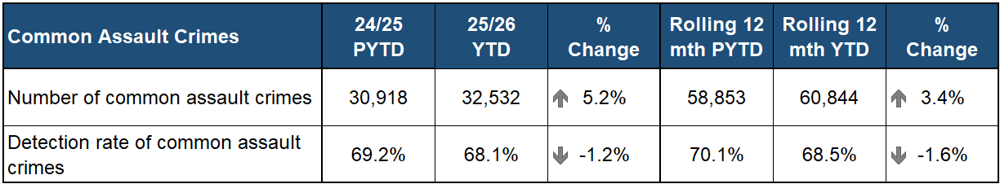 Common Assault Crimes 24/25 PYTD 25/26 YTD % Change Rolling 12 mth PYTD Rolling 12 mth YTD % Change
Number of common assault crimes 30,918 32,532 5.2% 58,853 60,844 3.4%
Detection rate of common assault crimes 69.2% 68.1% -1.2% 70.1% 68.5% -1.6%